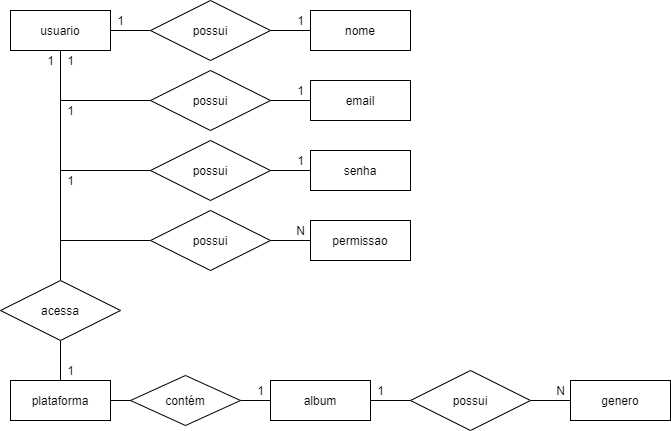 usuario 1 possui 1 nome
1 1
possui 1 email
1
possui 1 senha
1
possui N permissao
acessa
1
plataforma contém 1 album 1 possui N genero